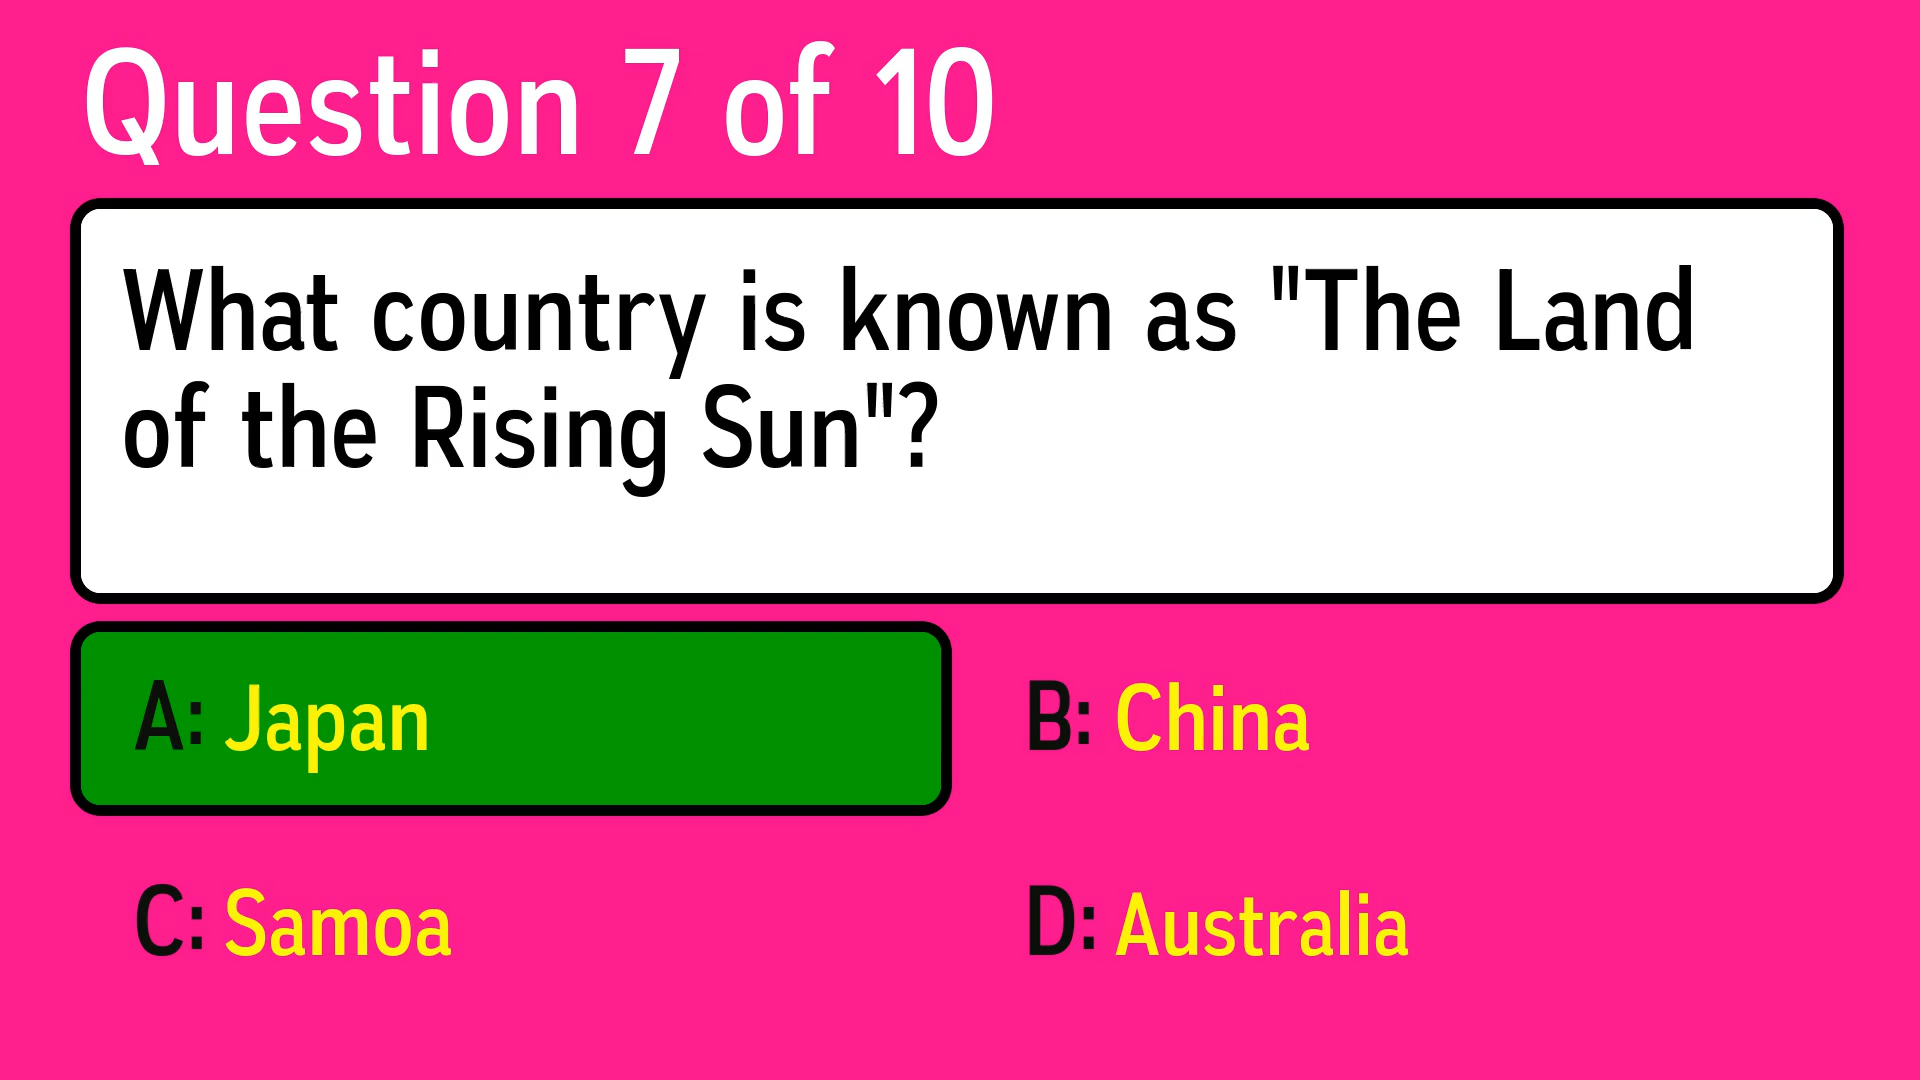 Question 7 of 10
What country is known as "The Land
of the Rising Sun"?
A: Japan
B: China
C: Samoa
D: Australia